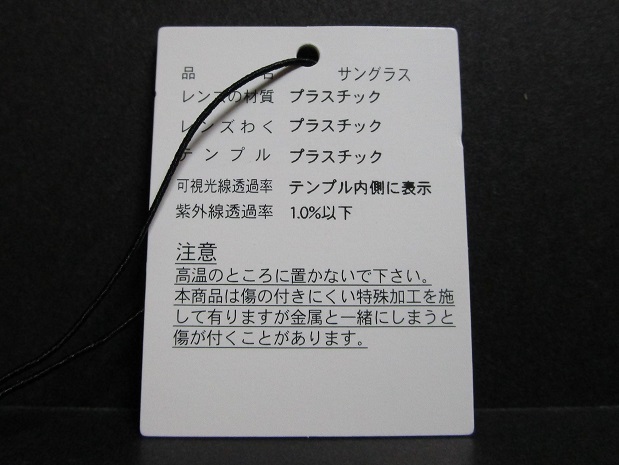 品 名 サングラス
レンズの材質 プラスチック
レンズわく プラスチック
テンプル プラスチック
可視光線透過率 テンプル内側に表示
紫外線透過率 1.0%以下
注意
高温のところに置かないで下さい。
本商品は傷の付きにくい特殊加工を施
して有りますが金属と一緒にしまうと
傷が付くことがあります。